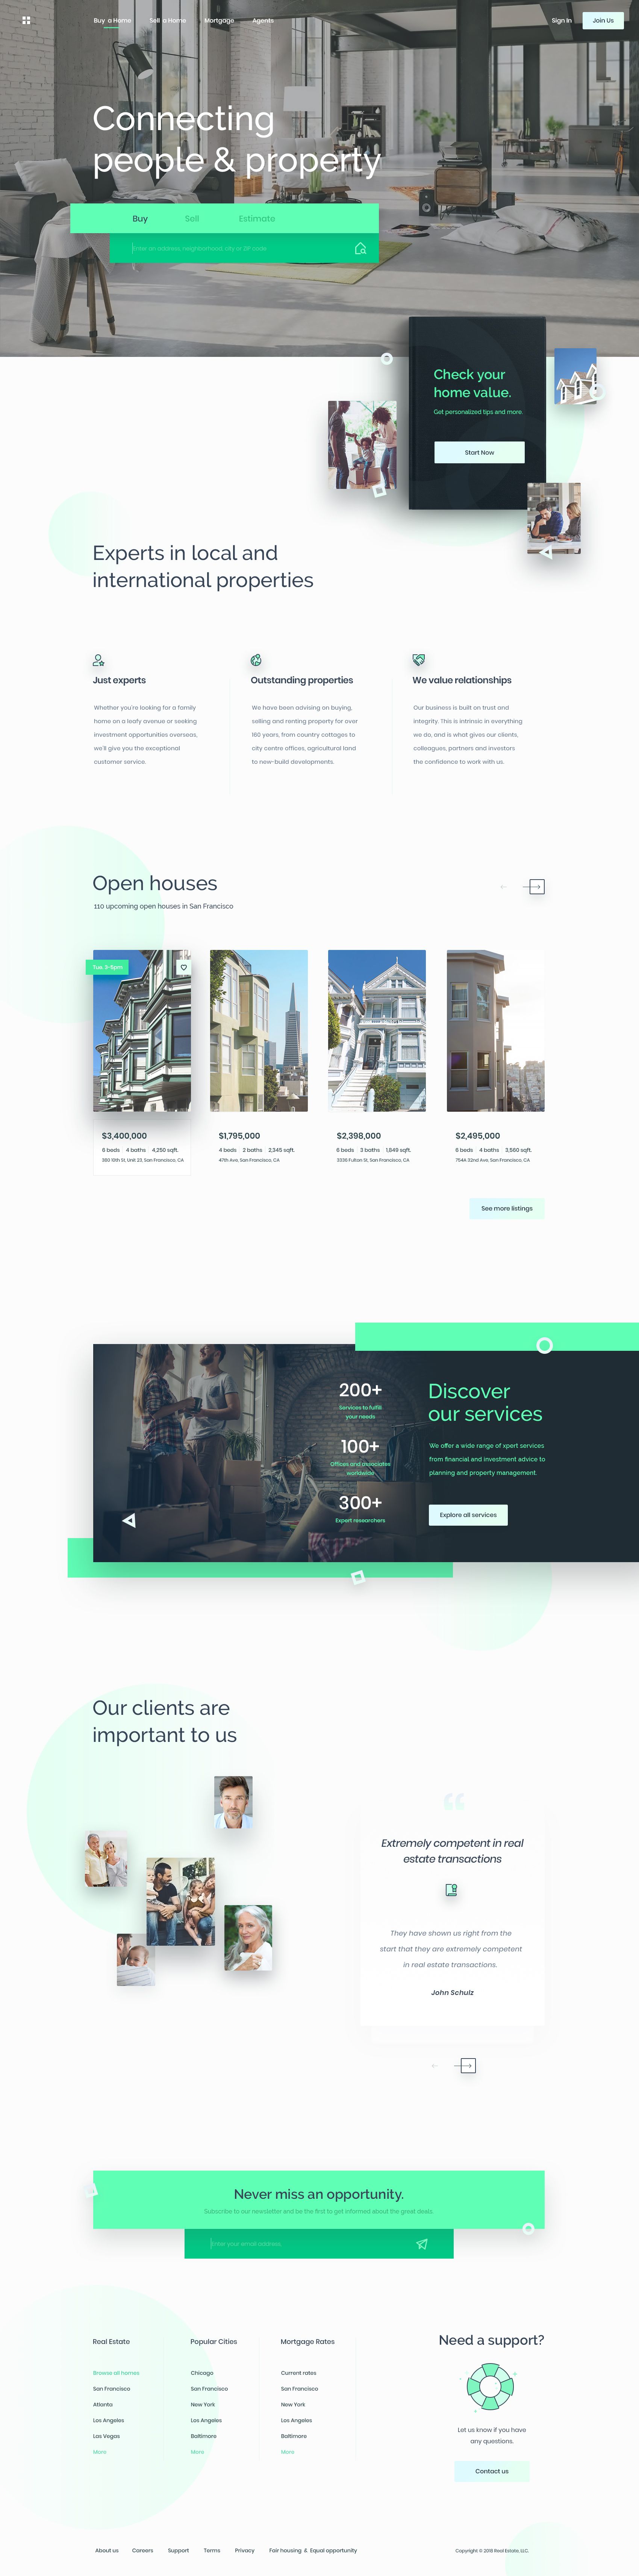 Buy a Home
Sell a Home
Mortgage
Agents
Sign In
Join Us
Connecting
people & property
Buy
Sell
Estimate
Enter an address, neighborhood, city or ZIP code.
Check your
home value.
Get personalized tips and more.
Start Now
Experts in local and
international properties
Just experts
Whether you're looking for a family
home on a leafy avenue or seeking
investment opportunities overseas,
we'll give you the exceptional
customer service.
Outstanding properties
We have been advising on buying,
selling and renting property for over
160 years, from country cottages to
city centre offices, agricultural land
to new-build developments.
We value relationships
Our business is built on trust and
integrity. This is intrinsic in everything
we do, and is what gives our clients,
colleagues, partners and investors
the confidence to work with us.
Open houses
110 upcoming open houses in San Francisco
Tue. 3-5pm
$3,400,000
6 beds 4 baths 4,250 sqft.
380 10th St, Unit 23, San Francisco, CA
$1,795,000
4 beds 2 baths 2,345 sqft.
47th Ave, San Francisco, CA
$2,398,000
6 beds 3 baths 1,849 sqft.
3336 Fulton St, San Francisco, CA
$2,495,000
6 beds 4 baths 3,560 sqft.
754A 32nd Ave, San Francisco, CA
See more listings
200+
Services to fulfill
your needs
100+
Offices and associates
worldwide
300+
Expert researchers
Discover
our services
We offer a wide range of xpert services
from financial and investment advice to
planning and property management.
Explore all services
Our clients are
important to us
“
Extremely competent in real
estate transactions
They have shown us right from the
start that they are extremely competent
in real estate transactions.
John Schulz
Never miss an opportunity.
Subscribe to our newsletter and be the first to get informed about the great deals.
Enter your email address.
Real Estate
Browse all homes
San Francisco
Atlanta
Los Angeles
Las Vegas
More
Popular Cities
Chicago
San Francisco
New York
Los Angeles
Baltimore
More
Mortgage Rates
Current rates
San Francisco
New York
Los Angeles
Baltimore
More
Need a support?
Let us know if you have
any questions.
Contact us
About us
Careers
Support
Terms
Privacy
Fair housing & Equal opportunity
Copyright © 2018 Real Estate, LLC.